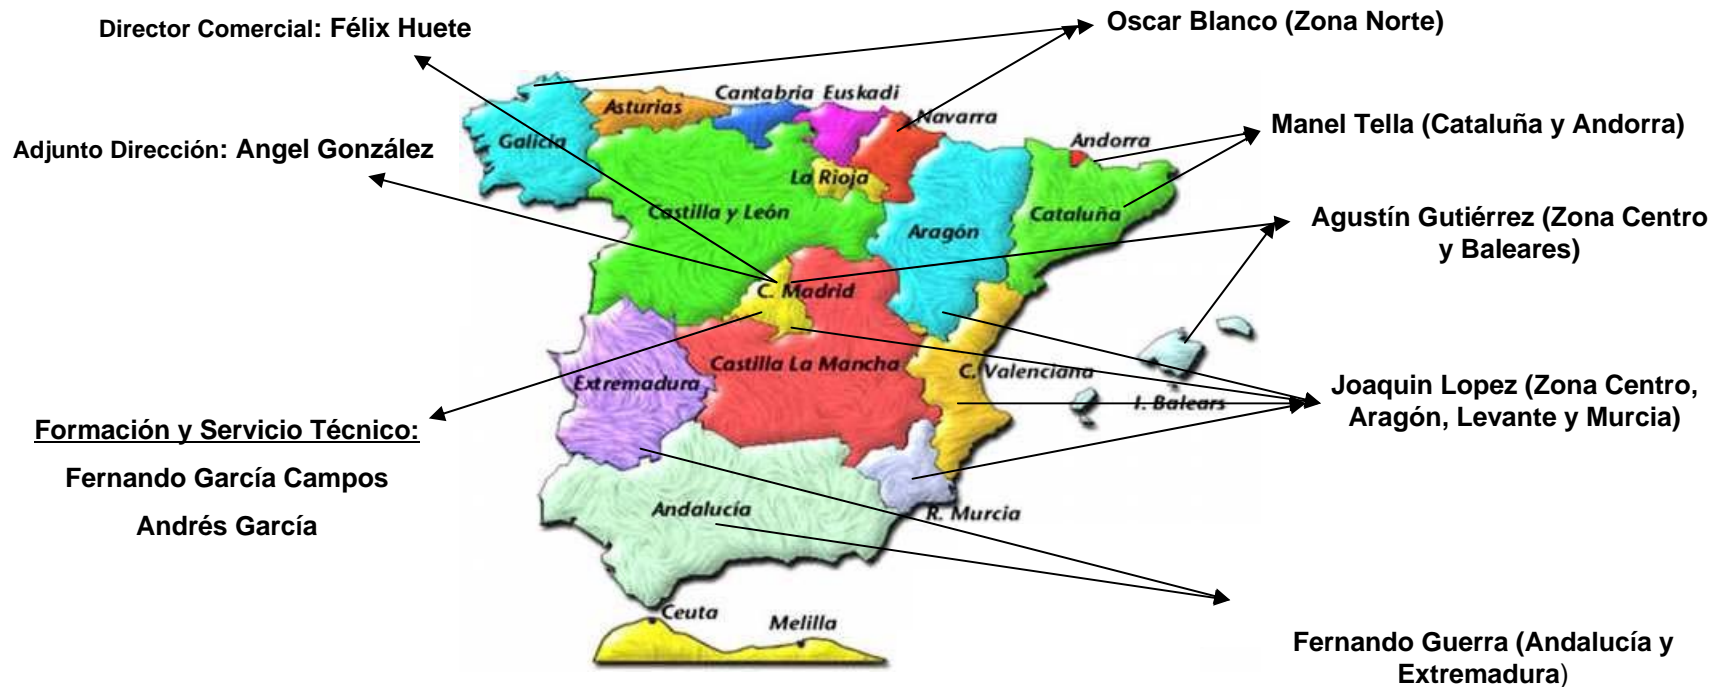 Director Comercial: Félix Huete
Oscar Blanco (Zona Norte)
Adjunto Dirección: Angel González
Manel Tella (Cataluña y Andorra)
Agustín Gutiérrez (Zona Centro
y Baleares)
Joaquin Lopez (Zona Centro,
Aragón, Levante y Murcia)
Formación y Servicio Técnico:
Fernando García Campos
Andrés García
Fernando Guerra (Andalucía y
Extremadura)
Cantabria
Euskadi
Asturias
Navarra
Galicia
Andorra
La Rioja
Castilla y León
Cataluña
Aragón
C. Madrid
Castilla La Mancha
C. Valenciana
Extremadura
I. Balears
Andalucía
R. Murcia
Ceuta
Melilla